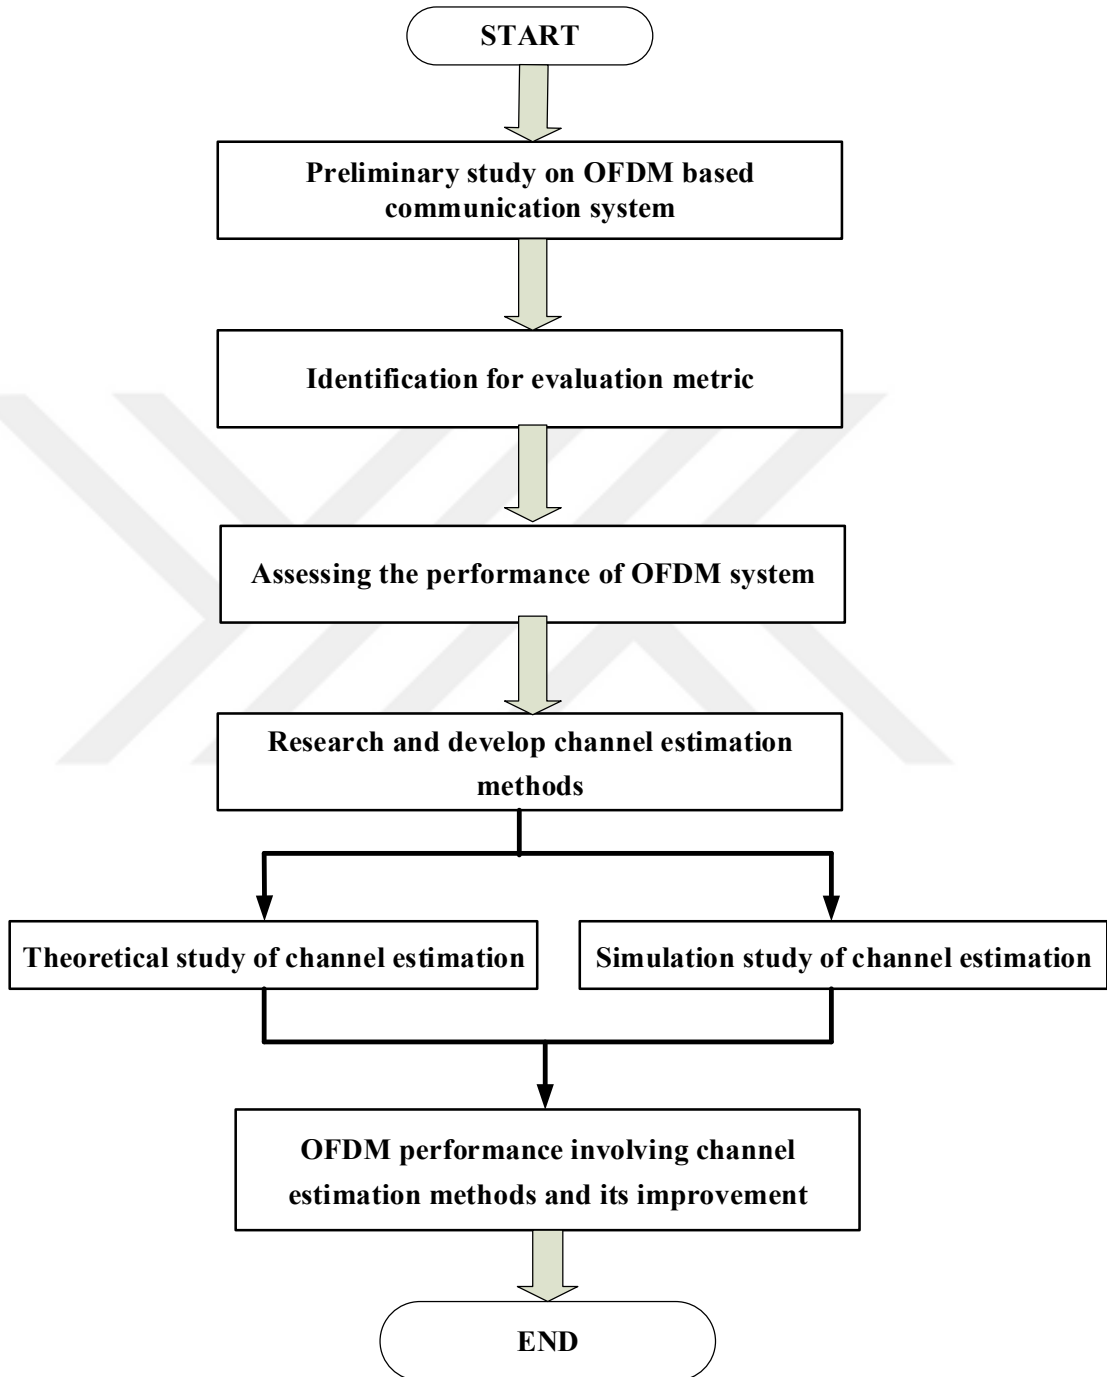 START
Preliminary study on OFDM based
communication system
Identification for evaluation metric
Assessing the performance of OFDM system
Research and develop channel estimation
methods
Theoretical study of channel estimation
Simulation study of channel estimation
OFDM performance involving channel
estimation methods and its improvement
END